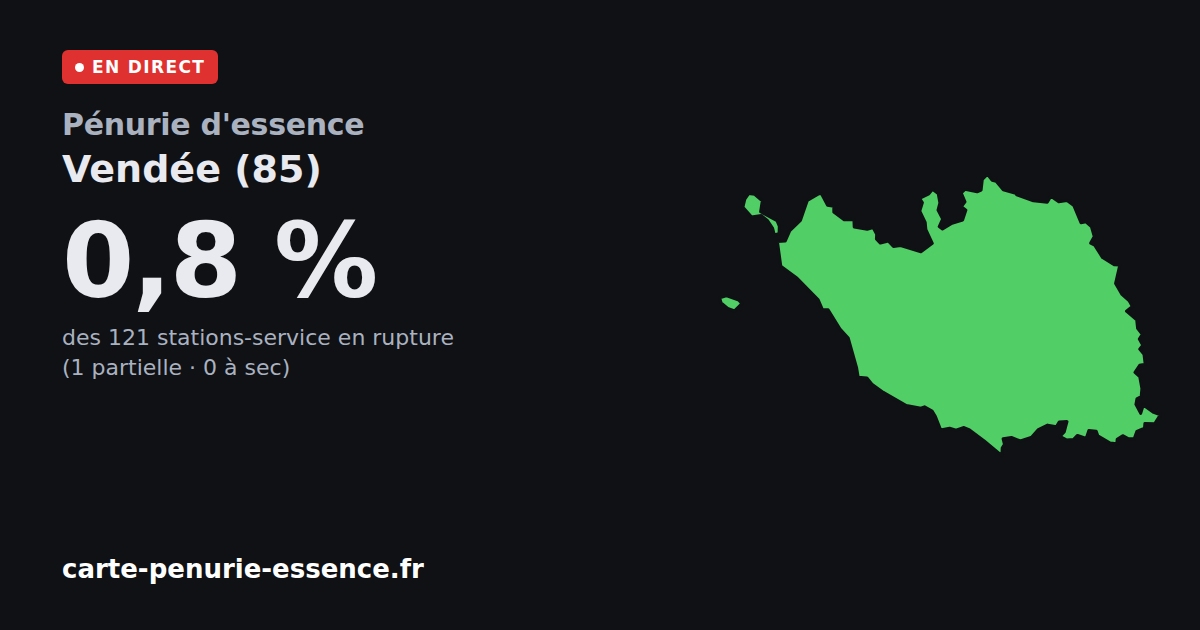 EN DIRECT
Pénurie d'essence
Vendée (85)
0,8 %
des 121 stations-service en rupture
(1 partielle · 0 à sec)
carte-penurie-essence.fr